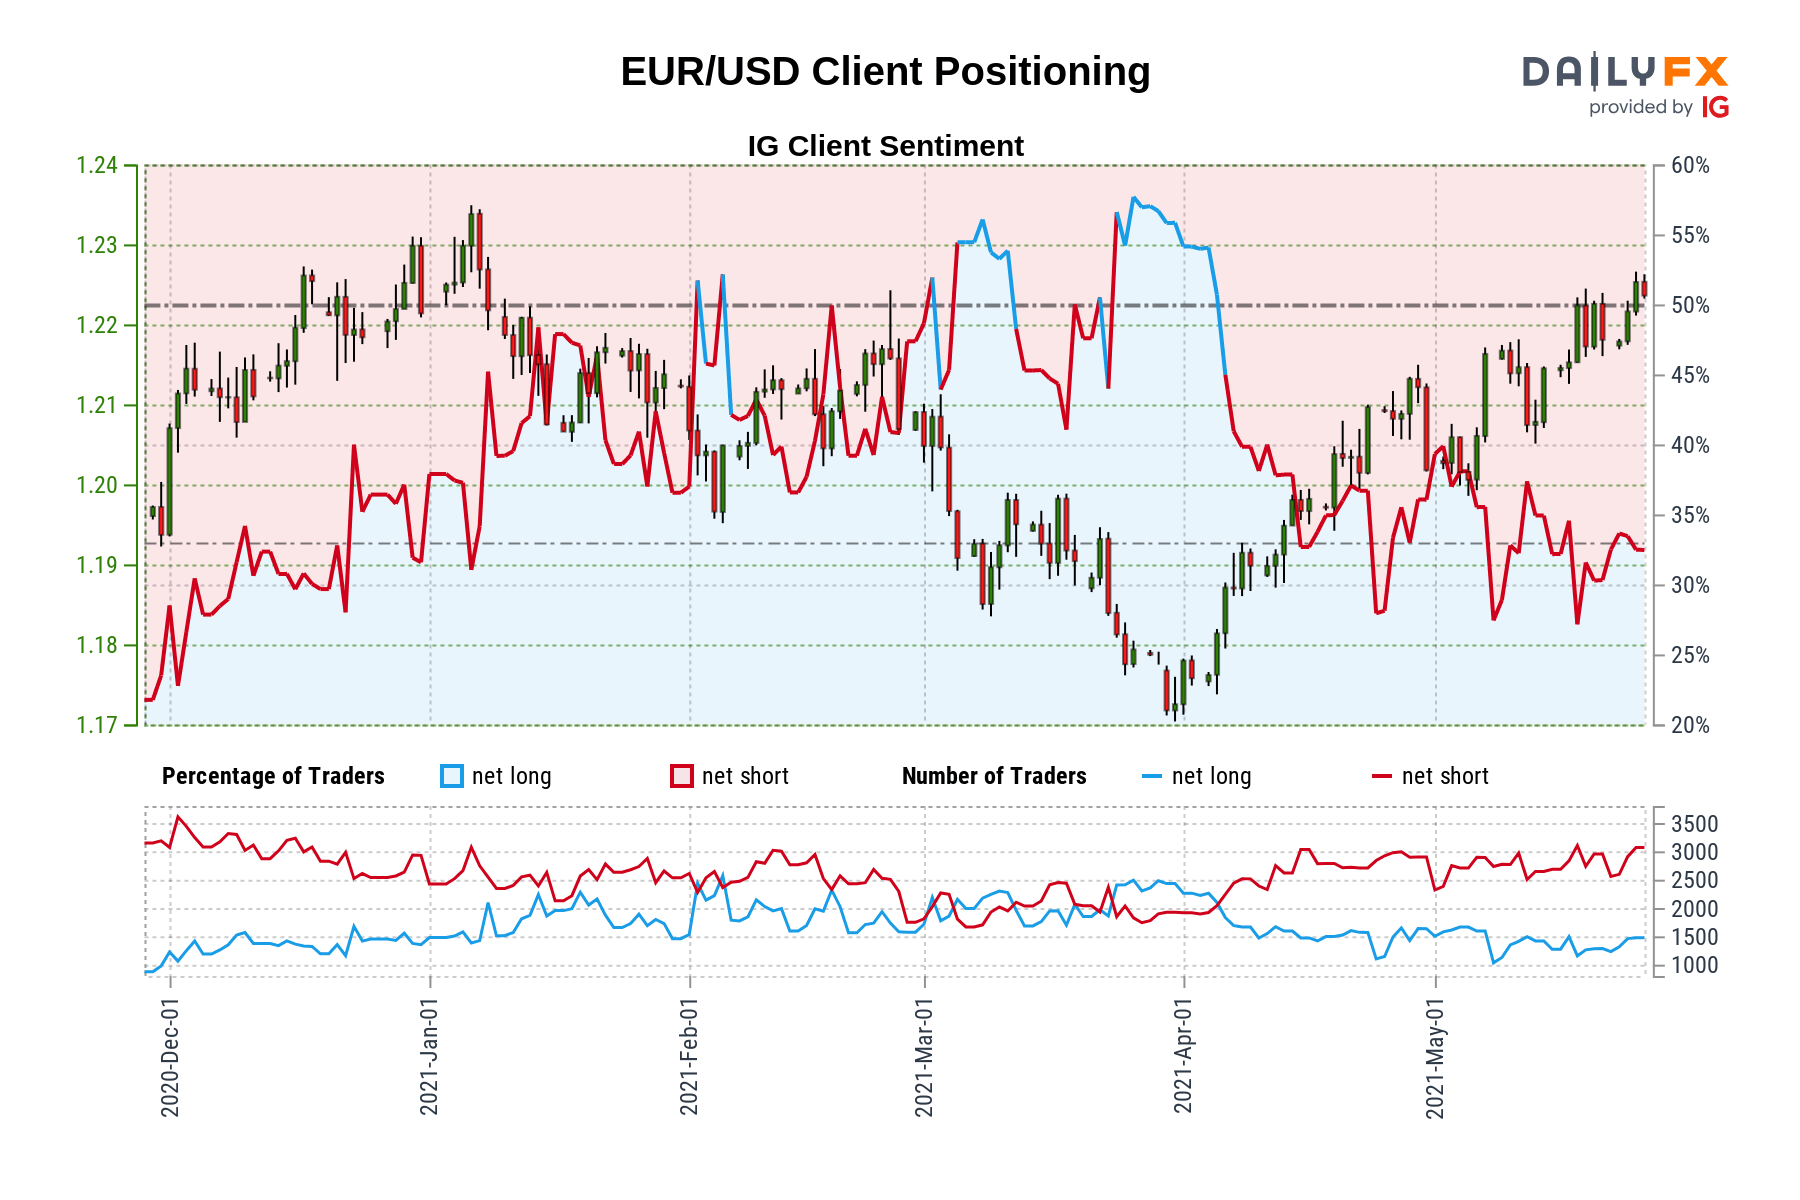 EUR/USD Client Positioning
DAILYFX
provided by IG
IG Client Sentiment
1.24
1.23
1.22
1.21
1.20
1.19
1.18
1.17
60%
55%
50%
45%
40%
35%
30%
25%
20%
Percentage of Traders net long net short Number of Traders net long net short
3500
3000
2500
2000
1500
1000
2020-Dec-01
2021-Jan-01
2021-Feb-01
2021-Mar-01
2021-Apr-01
2021-May-01